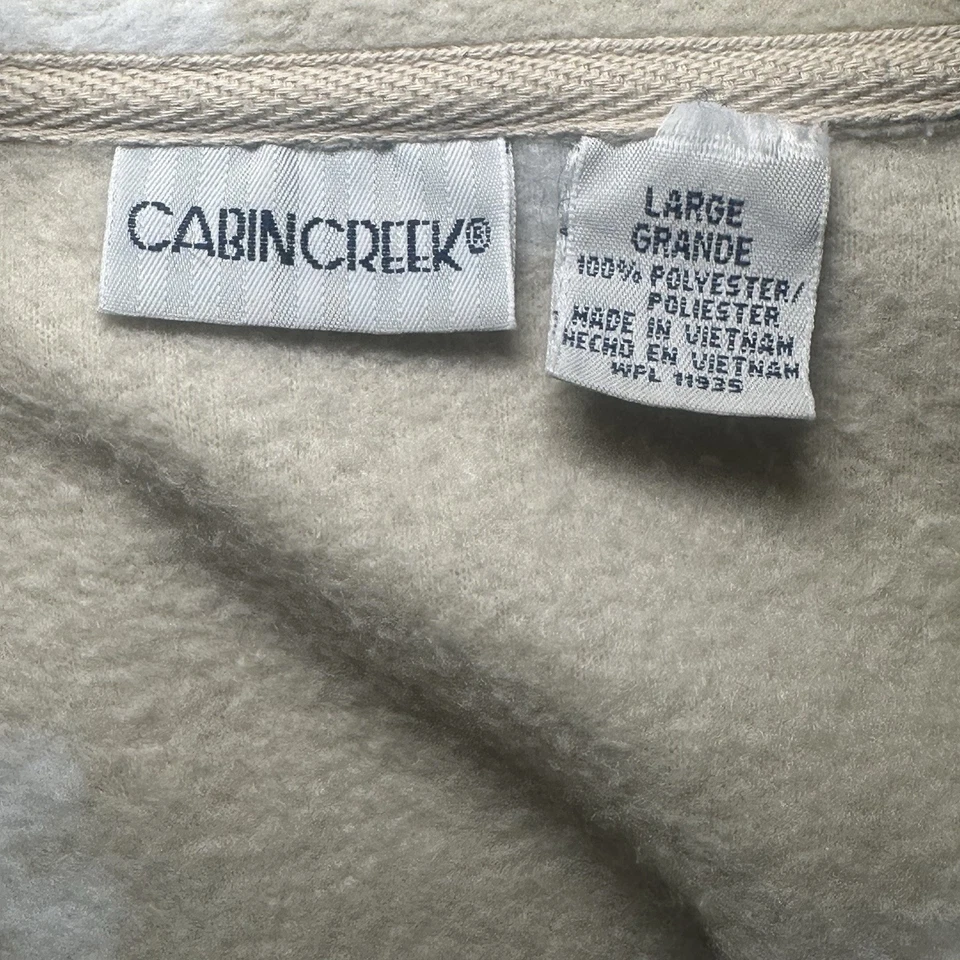 CABINCREEK®
LARGE
GRANDE
100% POLYESTER/
POLIESTER
MADE IN VIETNAM
HECHO EN VIETNAM
WPL 11935